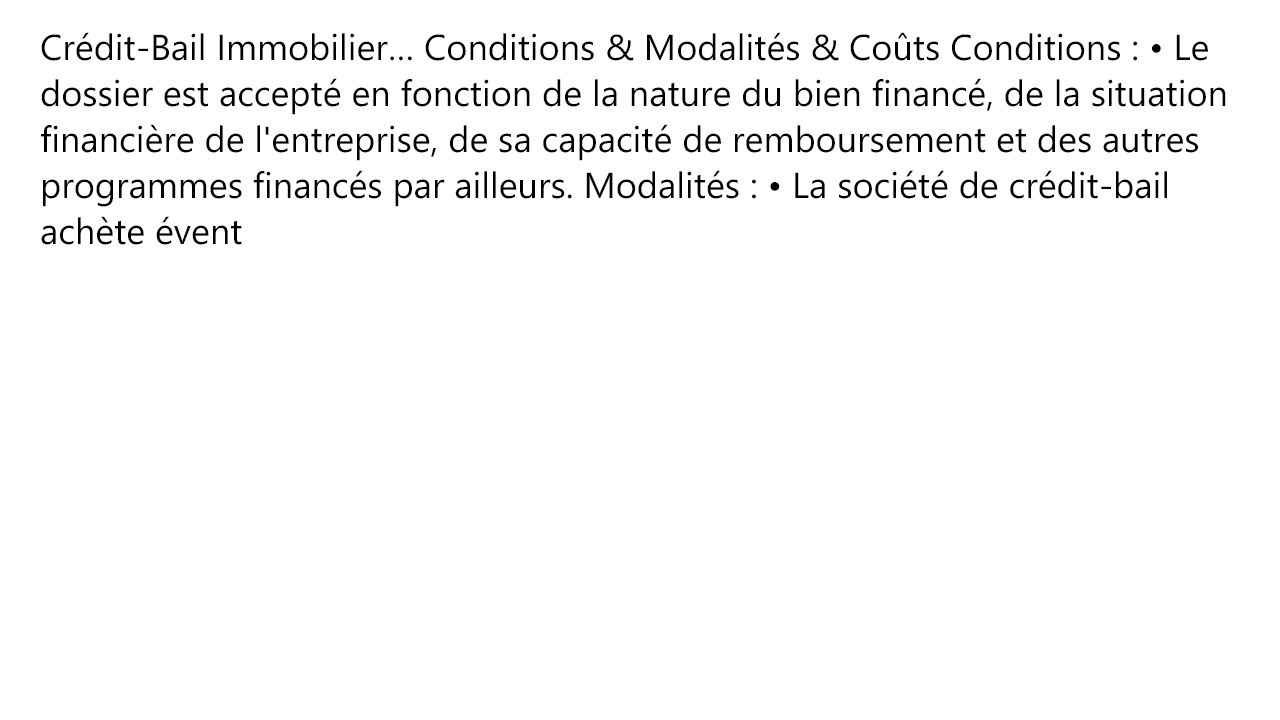 Crédit-Bail Immobilier... Conditions & Modalités & Coûts Conditions : • Le
dossier est accepté en fonction de la nature du bien financé, de la situation
financière de l'entreprise, de sa capacité de remboursement et des autres
programmes financés par ailleurs. Modalités : • La société de crédit-bail
achète évent